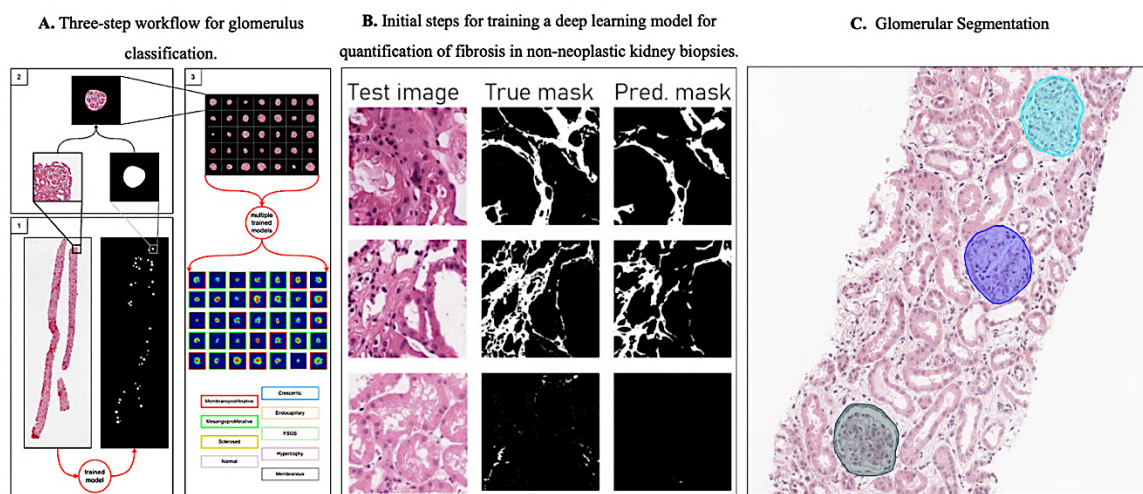 A. Three-step workflow for glomerulus
classification.
B. Initial steps for training a deep learning model for
quantification of fibrosis in non-neoplastic kidney biopsies.
C. Glomerular Segmentation
2
3
multiple
trained
models
1
trained
model
Membranoproliferative
Mesangioproliferative
Sclerosed
Normal
Crescentic
Endocapillary
FSGS
Hypertrophy
Membranous
Test image
True mask
Pred. mask